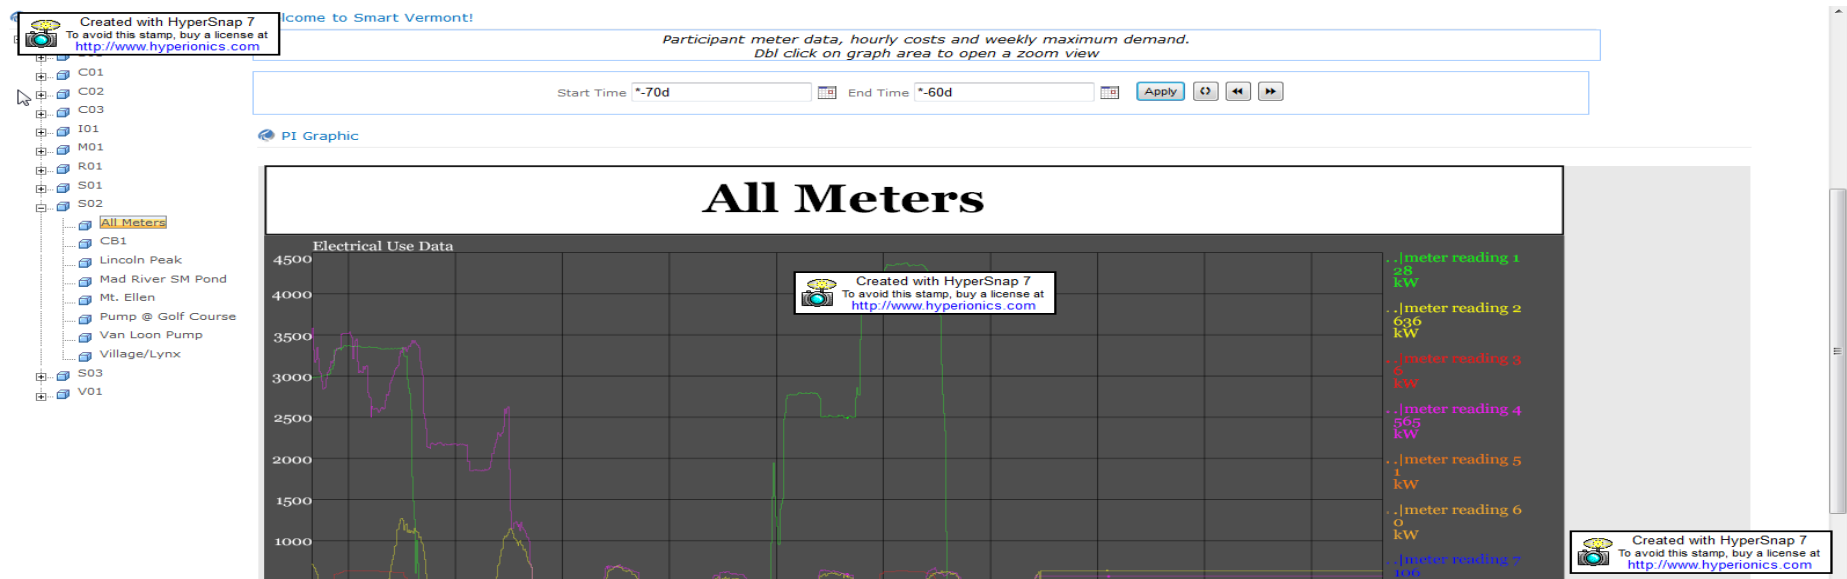 Created with HyperSnap 7
To avoid this stamp, buy a license at
http://www.hyperionics.com
lcome to Smart Vermont!
Participant meter data, hourly costs and weekly maximum demand.
Dbl click on graph area to open a zoom view
Start Time *-70d End Time *-60d Apply
C01
C02
C03
I01
M01
R01
S01
S02
All Meters
CB1
Lincoln Peak
Mad River SM Pond
Mt. Ellen
Pump @ Golf Course
Van Loon Pump
Village/Lynx
S03
V01
PI Graphic
All Meters
Electrical Use Data
4500
4000
3500
3000
2500
2000
1500
1000
Created with HyperSnap 7
To avoid this stamp, buy a license at
http://www.hyperionics.com
. .|meter reading 1
28
kW
. .|meter reading 2
636
kW
. .|meter reading 3
6
kW
. .|meter reading 4
565
kW
. .|meter reading 5
1
kW
. .|meter reading 6
0
kW
. .|meter reading 7
106
Created with HyperSnap 7
To avoid this stamp, buy a license at
http://www.hyperionics.com